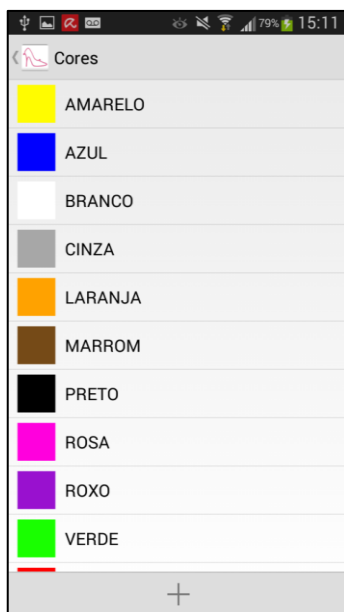 79% 15:11
Cores
AMARELO
AZUL
BRANCO
CINZA
LARANJA
MARROM
PRETO
ROSA
ROXO
VERDE